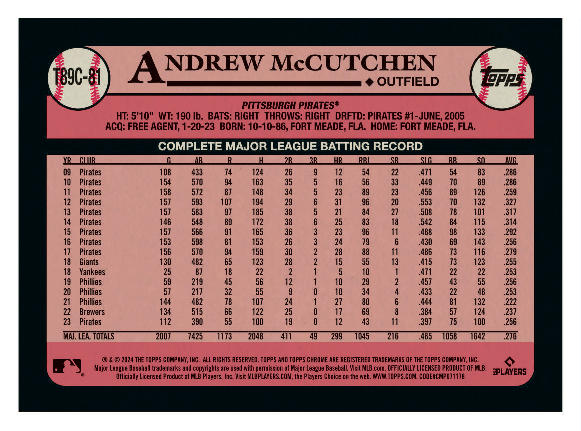 T89C-81
ANDREW McCUTCHEN
◆ OUTFIELD
Topps
PITTSBURGH PIRATES®
HT: 5'10" WT: 190 lb. BATS: RIGHT THROWS: RIGHT DRFTD: PIRATES #1-JUNE, 2005
ACQ: FREE AGENT, 1-20-23 BORN: 10-10-86, FORT MEADE, FLA. HOME: FORT MEADE, FLA.
COMPLETE MAJOR LEAGUE BATTING RECORD
YR CLUB G AB R H 2B 3B HR RBI SB SLG BB SO AVG
09 Pirates 108 433 74 124 26 9 12 54 22 .471 54 83 .286
10 Pirates 154 570 94 163 35 5 16 56 33 .449 70 89 .286
11 Pirates 158 572 87 148 34 5 23 89 23 .456 89 126 .259
12 Pirates 157 593 107 194 29 6 31 96 20 .553 70 132 .327
13 Pirates 157 583 97 185 38 5 21 84 27 .508 78 101 .317
14 Pirates 146 548 89 172 38 6 25 83 18 .542 84 115 .314
15 Pirates 157 566 91 165 36 3 23 96 11 .488 98 133 .292
16 Pirates 153 598 81 153 26 3 24 79 6 .430 69 143 .256
17 Pirates 156 570 94 159 30 2 28 88 11 .486 73 116 .279
18 Giants 130 482 65 123 28 2 15 55 13 .415 73 123 .255
18 Yankees 25 87 18 22 2 1 5 10 1 .471 22 22 .253
19 Phillies 59 219 45 56 12 1 10 29 2 .457 43 55 .256
20 Phillies 57 217 32 55 9 0 10 34 4 .433 22 48 .253
21 Phillies 144 482 78 107 24 1 27 80 6 .444 81 132 .222
22 Brewers 134 515 66 122 25 0 17 69 8 .384 57 124 .237
23 Pirates 112 390 55 100 19 0 12 43 11 .397 75 100 .256
MAJ. LEA. TOTALS 2007 7425 1173 2048 411 49 299 1045 216 .465 1058 1642 .276
® & © 2024 THE TOPPS COMPANY, INC. ALL RIGHTS RESERVED. TOPPS AND TOPPS CHROME ARE REGISTERED TRADEMARKS OF THE TOPPS COMPANY, INC.
Major League Baseball trademarks and copyrights are used with permission of Major League Baseball. Visit MLB.com. OFFICIALLY LICENSED PRODUCT OF MLB
Officially Licensed Product of MLB Players, Inc. Visit MLBPLAYERS.COM, the Players Choice on the web. WWW.TOPPS.COM. CODE#CMP071176
PLAYERS